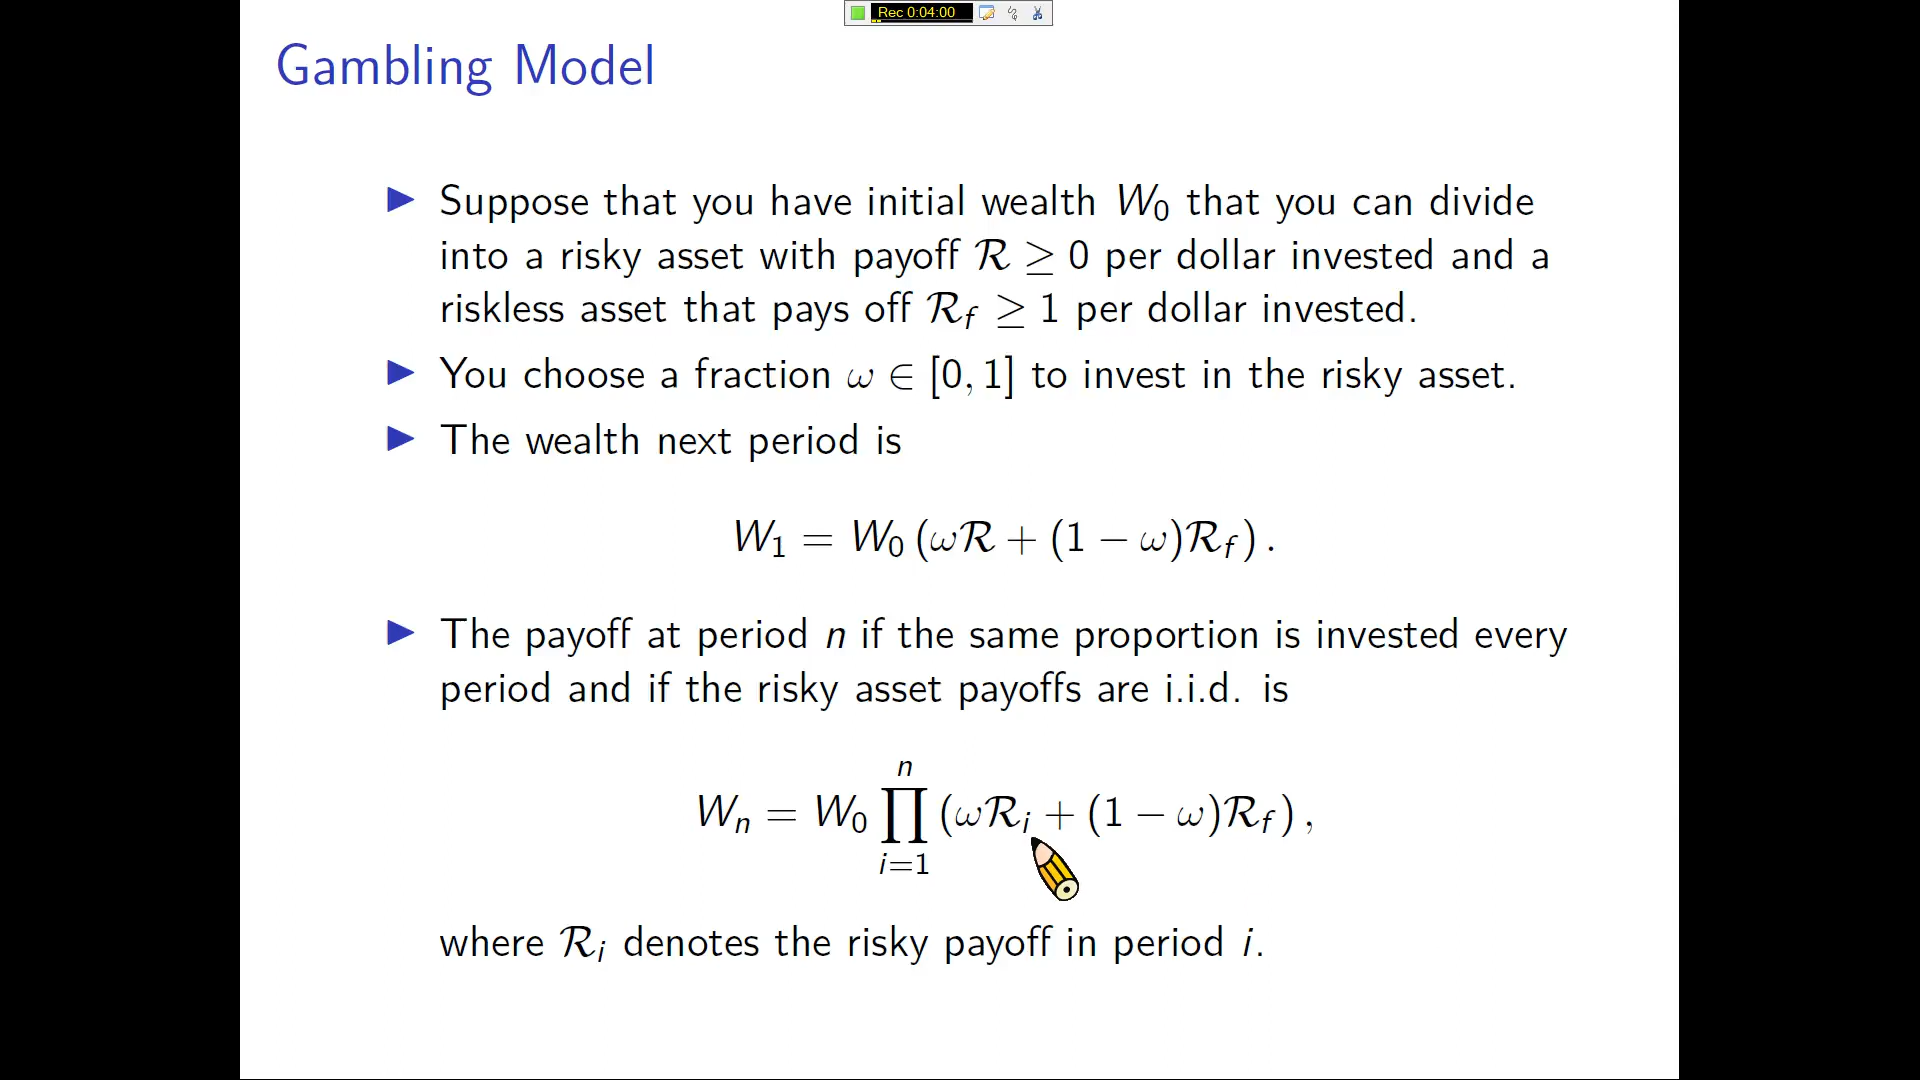 Rec 0:04:00
Gambling Model
▶ Suppose that you have initial wealth W₀ that you can divide
into a risky asset with payoff ℛ ≥ 0 per dollar invested and a
riskless asset that pays off ℛ_f ≥ 1 per dollar invested.
▶ You choose a fraction ω ∈ [0, 1] to invest in the risky asset.
▶ The wealth next period is
W₁ = W₀ (ωℛ + (1 − ω)ℛ_f) .
▶ The payoff at period n if the same proportion is invested every
period and if the risky asset payoffs are i.i.d. is
W_n = W₀ ∏_{i=1}^{n} (ωℛ_i + (1 − ω)ℛ_f) ,
where ℛ_i denotes the risky payoff in period i.